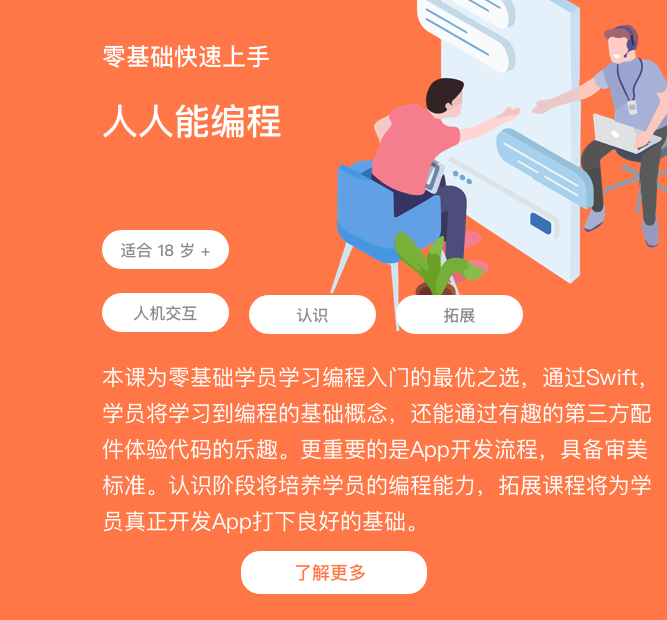 零基础快速上手
人人能编程
适合 18 岁 +
人机交互
认识
拓展
本课为零基础学员学习编程入门的最优之选，通过Swift，
学员将学习到编程的基础概念，还能通过有趣的第三方配
件体验代码的乐趣。更重要的是App开发流程，具备审美
标准。认识阶段将培养学员的编程能力，拓展课程将为学
员真正开发App打下良好的基础。
了解更多